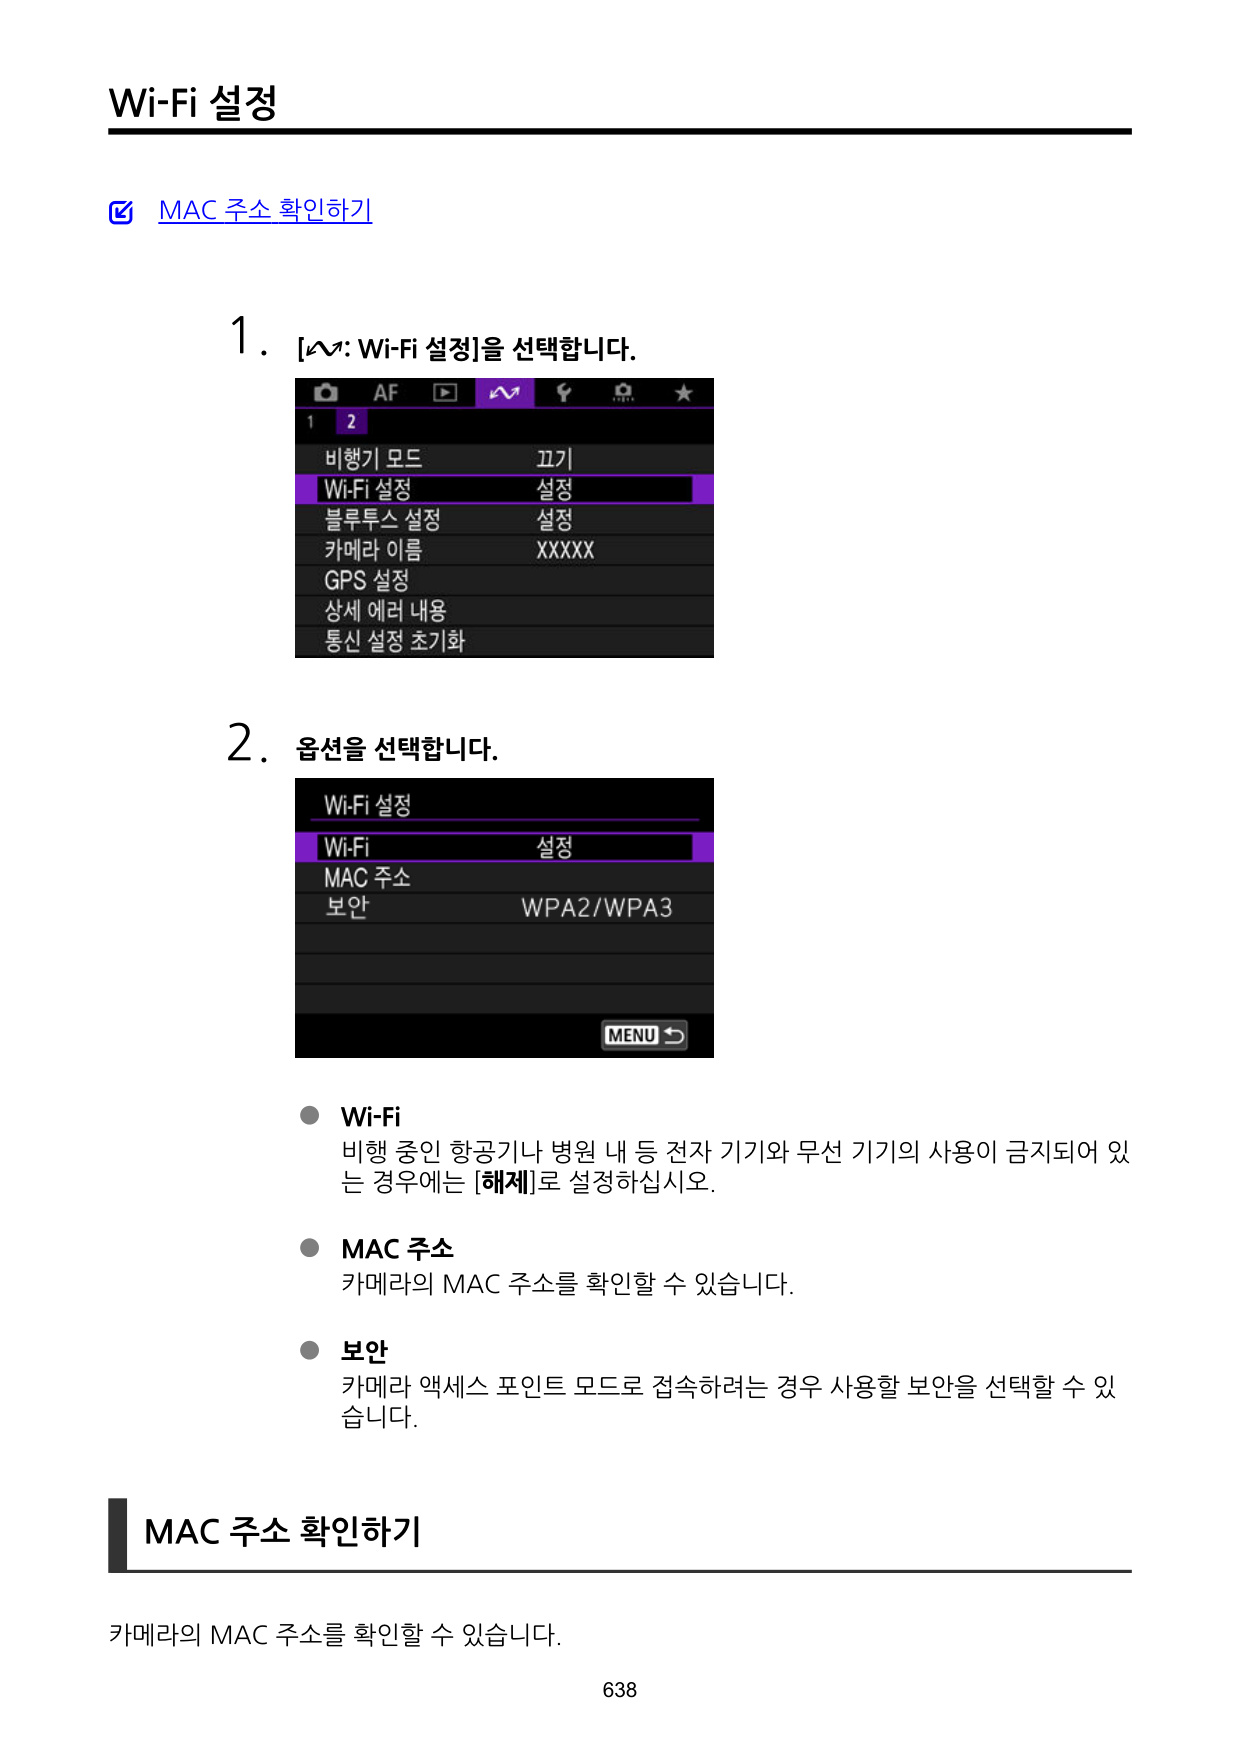 Wi-Fi 설정
MAC 주소 확인하기
1. [: Wi-Fi 설정]을 선택합니다.
AF
1 2
비행기 모드 끄기
Wi-Fi 설정 설정
블루투스 설정 설정
카메라 이름 XXXXX
GPS 설정
상세 에러 내용
통신 설정 초기화
2. 옵션을 선택합니다.
Wi-Fi 설정
Wi-Fi 설정
MAC 주소
보안 WPA2/WPA3
MENU
● Wi-Fi
비행 중인 항공기나 병원 내 등 전자 기기와 무선 기기의 사용이 금지되어 있
는 경우에는 [해제]로 설정하십시오.
● MAC 주소
카메라의 MAC 주소를 확인할 수 있습니다.
● 보안
카메라 액세스 포인트 모드로 접속하려는 경우 사용할 보안을 선택할 수 있
습니다.
MAC 주소 확인하기
카메라의 MAC 주소를 확인할 수 있습니다.
638